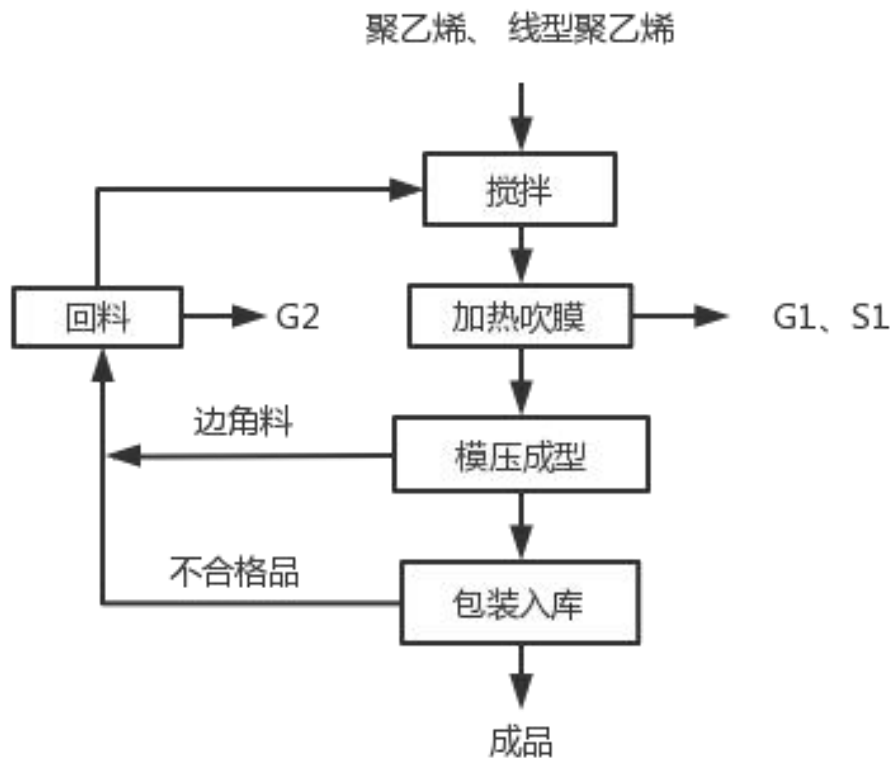 聚乙烯、 线型聚乙烯
搅拌
回料
G2
加热吹膜
G1、S1
边角料
模压成型
不合格品
包装入库
成品